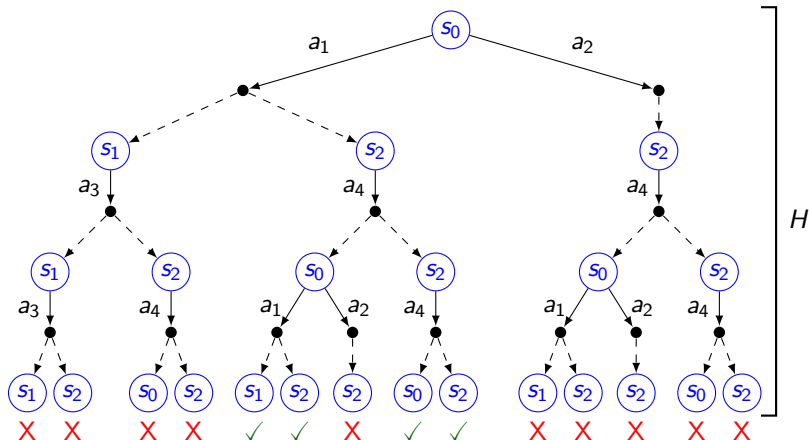 s0
a1 a2
s1 s2 s2
a3 a4 a4
H
s1 s2 s0 s2 s0 s2
a3 a4 a1 a2 a4 a1 a2 a4
s1 s2 s0 s2 s1 s2 s2 s0 s2 s1 s2 s2 s0 s2
X X X X ✓ ✓ X ✓ ✓ X X X X X